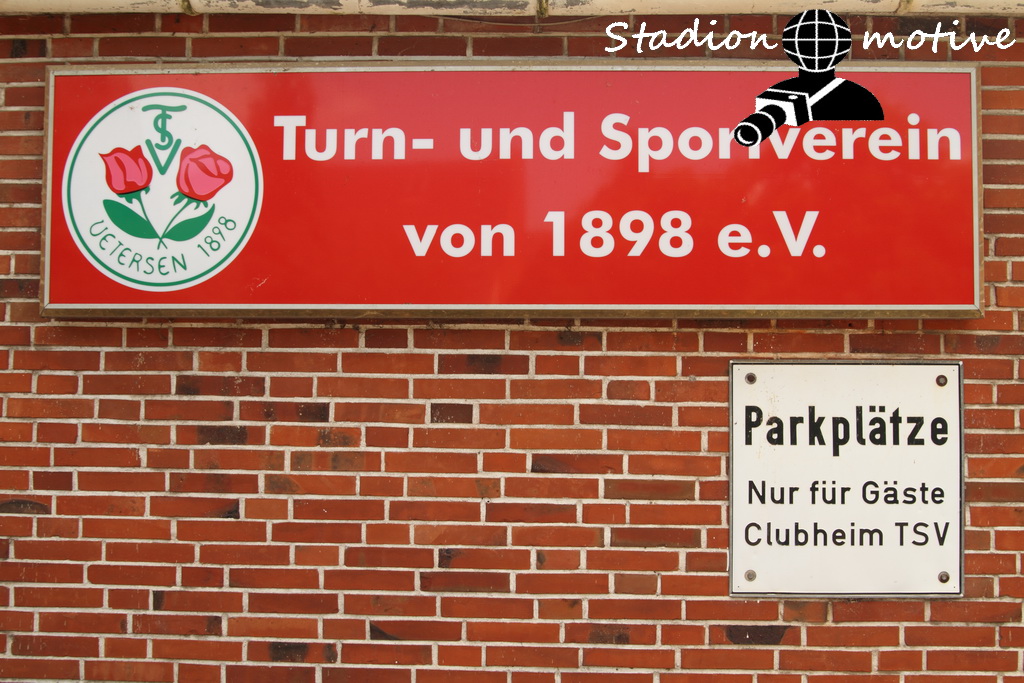 Stadion motive
TSV
UETERSEN 1898
Turn- und Sportverein
von 1898 e.V.
Parkplätze
Nur für Gäste
Clubheim TSV